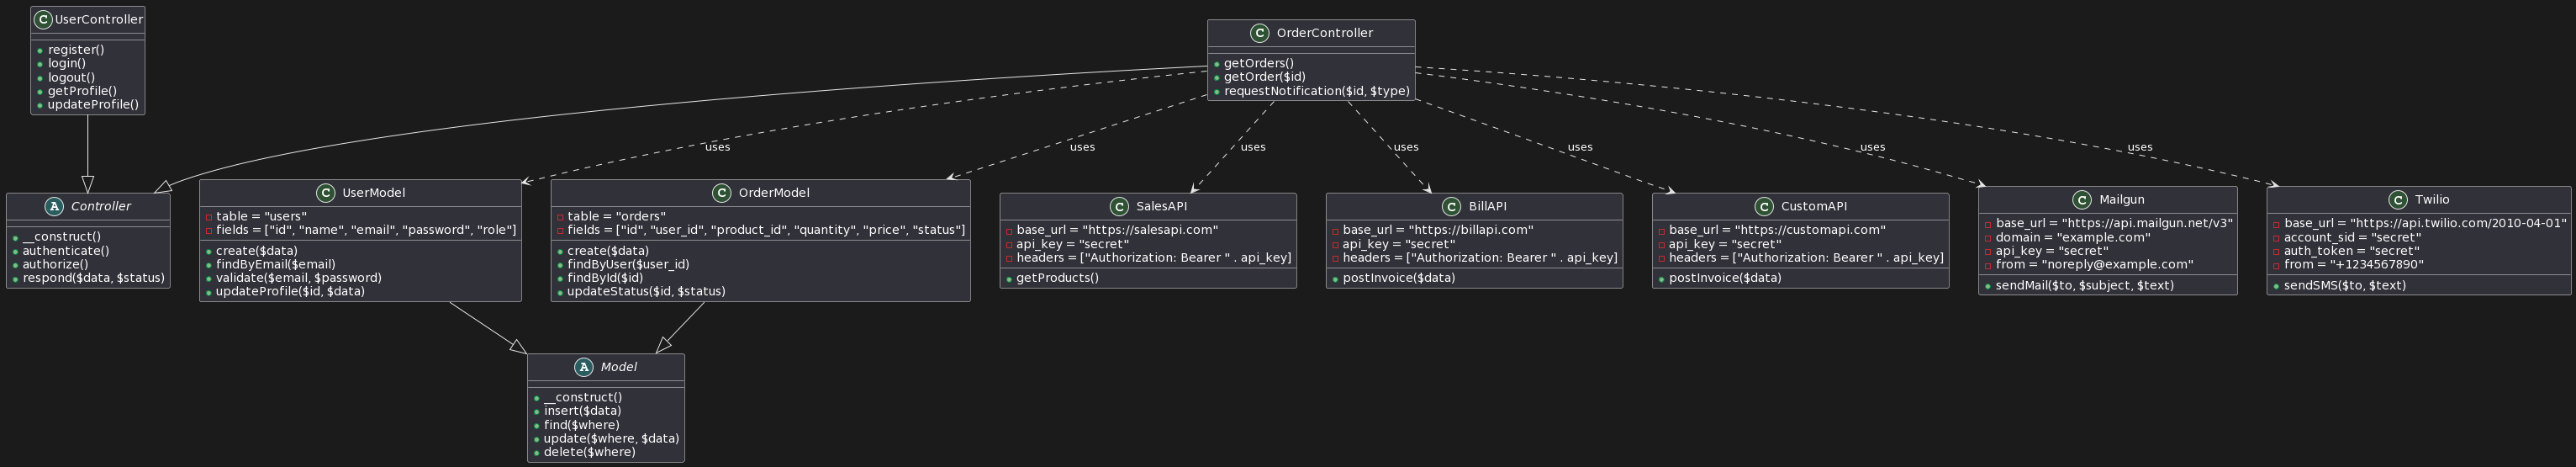 C UserController
register()
login()
logout()
getProfile()
updateProfile()
C OrderController
getOrders()
getOrder($id)
requestNotification($id, $type)
uses
uses
uses
uses
uses
uses
uses
A Controller
__construct()
authenticate()
authorize()
respond($data, $status)
C UserModel
table = "users"
fields = ["id", "name", "email", "password", "role"]
create($data)
findByEmail($email)
validate($email, $password)
updateProfile($id, $data)
C OrderModel
table = "orders"
fields = ["id", "user_id", "product_id", "quantity", "price", "status"]
create($data)
findByUser($user_id)
findById($id)
updateStatus($id, $status)
C SalesAPI
base_url = "https://salesapi.com"
api_key = "secret"
headers = ["Authorization: Bearer " . api_key]
getProducts()
C BillAPI
base_url = "https://billapi.com"
api_key = "secret"
headers = ["Authorization: Bearer " . api_key]
postInvoice($data)
C CustomAPI
base_url = "https://customapi.com"
api_key = "secret"
headers = ["Authorization: Bearer " . api_key]
postInvoice($data)
C Mailgun
base_url = "https://api.mailgun.net/v3"
domain = "example.com"
api_key = "secret"
from = "noreply@example.com"
sendMail($to, $subject, $text)
C Twilio
base_url = "https://api.twilio.com/2010-04-01"
account_sid = "secret"
auth_token = "secret"
from = "+1234567890"
sendSMS($to, $text)
A Model
__construct()
insert($data)
find($where)
update($where, $data)
delete($where)